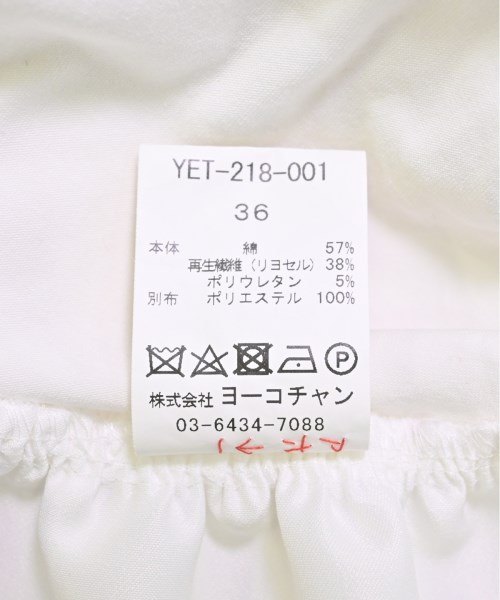 YET-218-001
36
本体 綿 57%
再生繊維(リヨセル) 38%
ポリウレタン 5%
別布 ポリエステル 100%
P
株式会社 ヨーコチャン
03-6434-7088